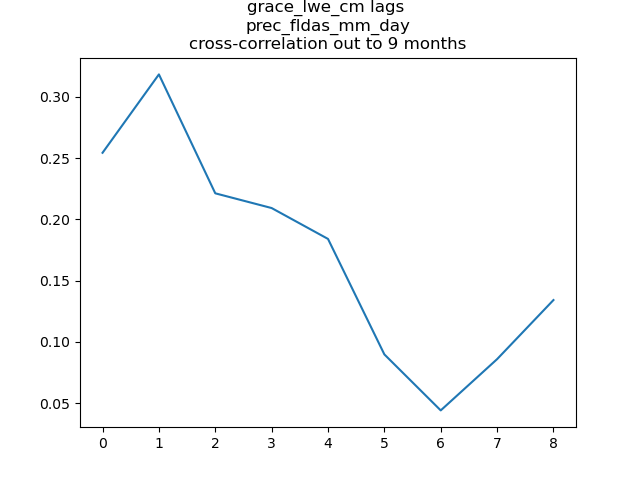 grace_lwe_cm lags
prec_fldas_mm_day
cross-correlation out to 9 months
0.30
0.25
0.20
0.15
0.10
0.05
0 1 2 3 4 5 6 7 8